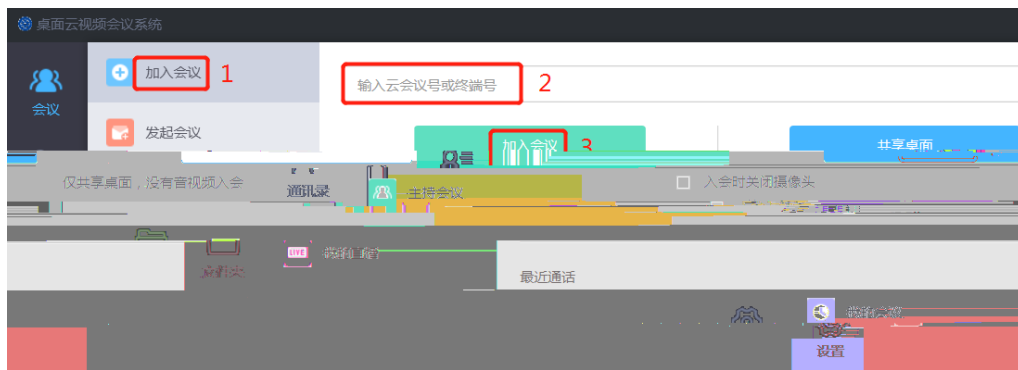 桌面云视频会议系统
加入会议 1
输入云会议号或终端号 2
会议
发起会议
加入会议 3
共享桌面
仅共享桌面，没有音视频入会
通讯录
主持会议
入会时关闭摄像头
LIVE
最近通话
设置